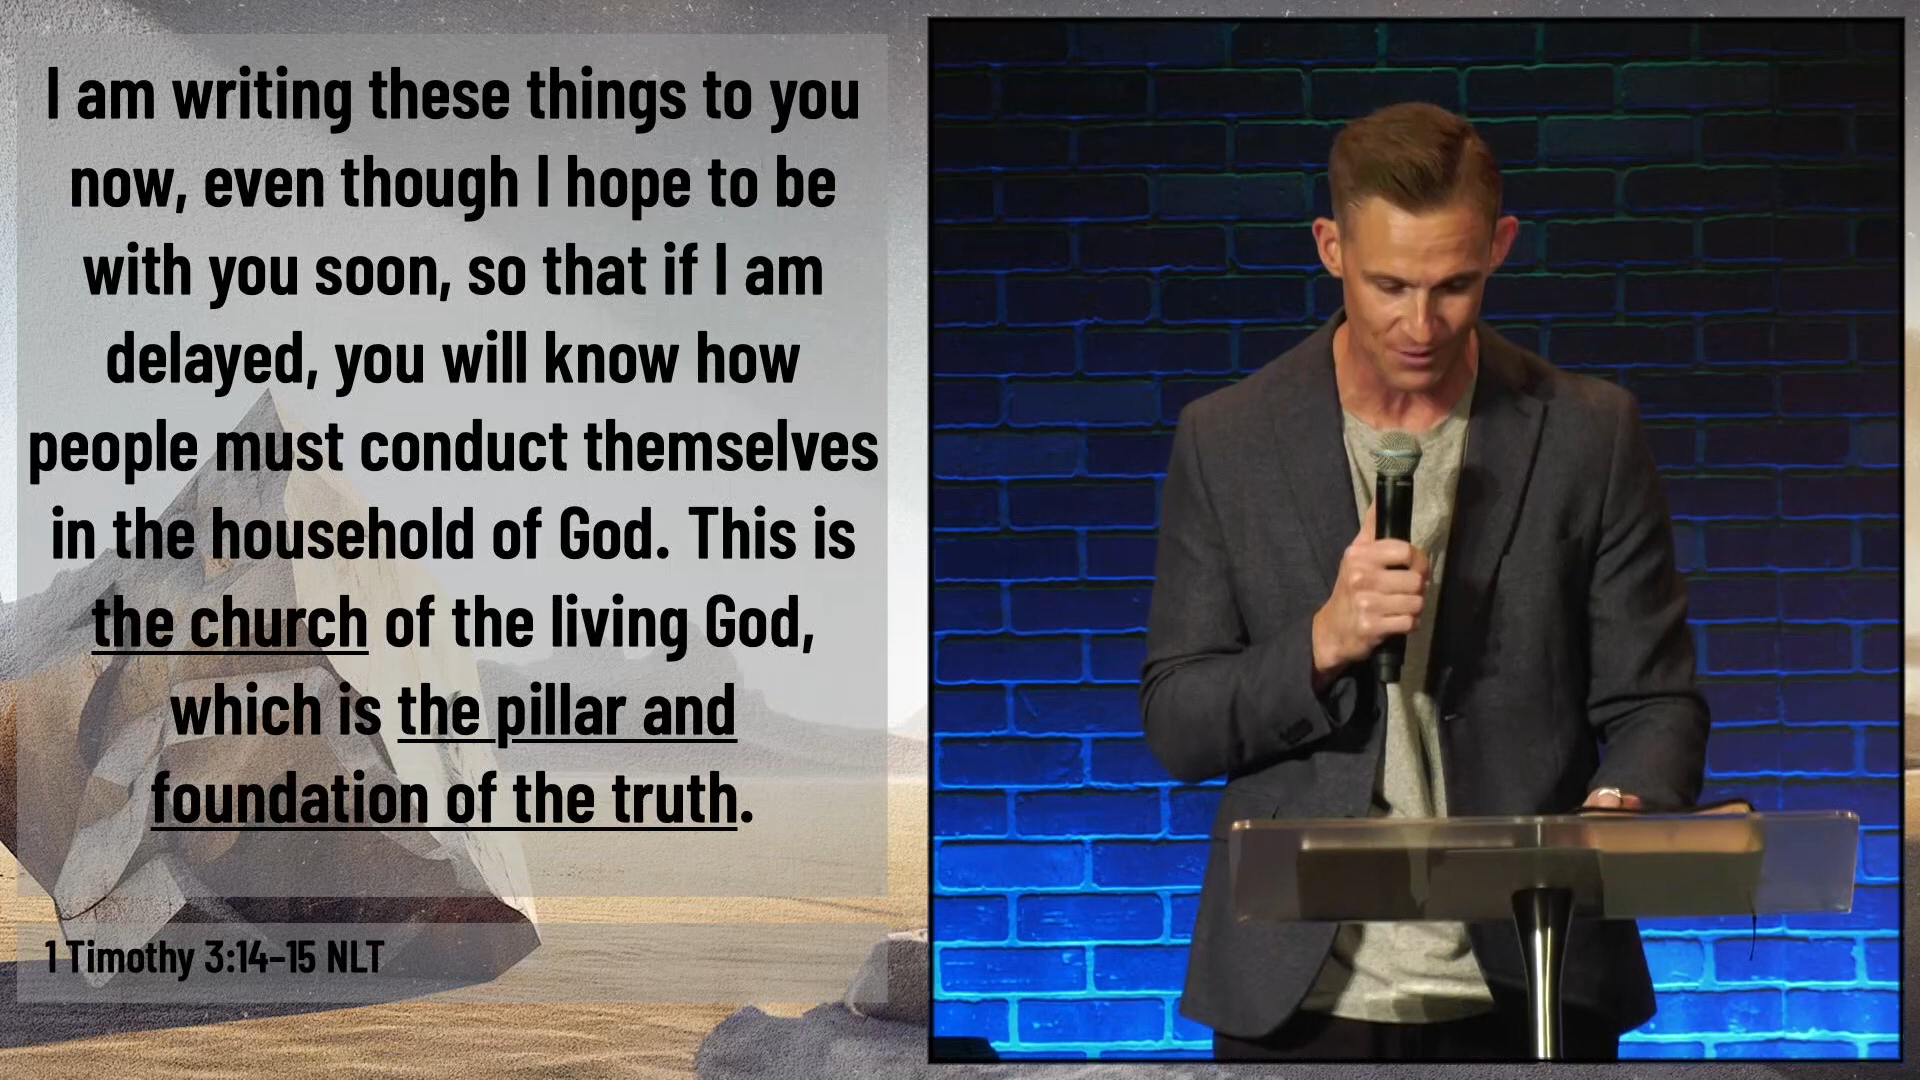 I am writing these things to you
now, even though I hope to be
with you soon, so that if I am
delayed, you will know how
people must conduct themselves
in the household of God. This is
the church of the living God,
which is the pillar and
foundation of the truth.
1 Timothy 3:14–15 NLT